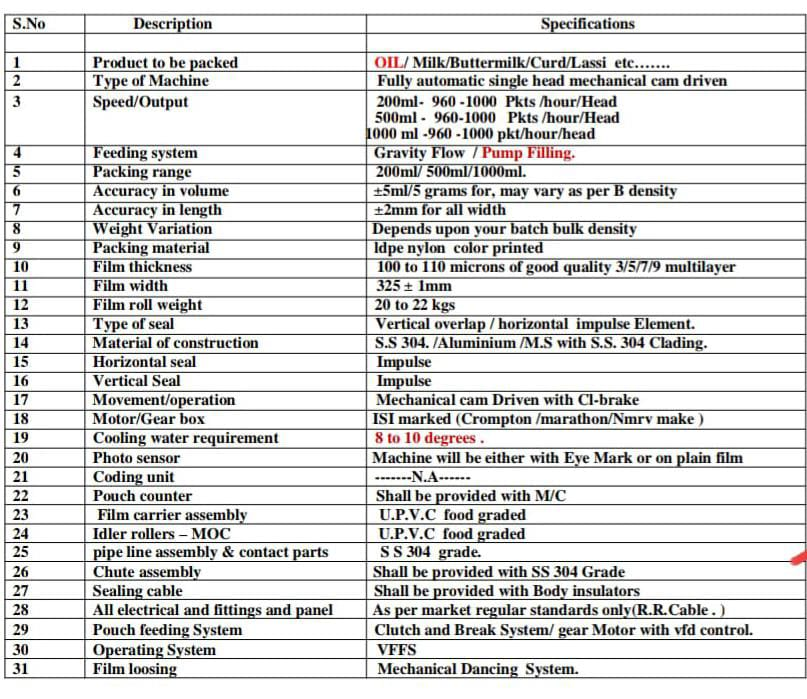 S.No Description Specifications
1 Product to be packed OIL/ Milk/Buttermilk/Curd/Lassi etc…….
2 Type of Machine Fully automatic single head mechanical cam driven
3 Speed/Output 200ml- 960 -1000 Pkts /hour/Head
500ml - 960-1000 Pkts /hour/Head
1000 ml -960 -1000 pkt/hour/head
4 Feeding system Gravity Flow / Pump Filling.
5 Packing range 200ml/ 500ml/1000ml.
6 Accuracy in volume ±5ml/5 grams for, may vary as per B density
7 Accuracy in length ±2mm for all width
8 Weight Variation Depends upon your batch bulk density
9 Packing material ldpe nylon color printed
10 Film thickness 100 to 110 microns of good quality 3/5/7/9 multilayer
11 Film width 325 ± 1mm
12 Film roll weight 20 to 22 kgs
13 Type of seal Vertical overlap / horizontal impulse Element.
14 Material of construction S.S 304. /Aluminium /M.S with S.S. 304 Clading.
15 Horizontal seal Impulse
16 Vertical Seal Impulse
17 Movement/operation Mechanical cam Driven with Cl-brake
18 Motor/Gear box ISI marked (Crompton /marathon/Nmrv make )
19 Cooling water requirement 8 to 10 degrees .
20 Photo sensor Machine will be either with Eye Mark or on plain film
21 Coding unit -------N.A------
22 Pouch counter Shall be provided with M/C
23 Film carrier assembly U.P.V.C food graded
24 Idler rollers – MOC U.P.V.C food graded
25 pipe line assembly & contact parts S S 304 grade.
26 Chute assembly Shall be provided with SS 304 Grade
27 Sealing cable Shall be provided with Body insulators
28 All electrical and fittings and panel As per market regular standards only(R.R.Cable . )
29 Pouch feeding System Clutch and Break System/ gear Motor with vfd control.
30 Operating System VFFS
31 Film loosing Mechanical Dancing System.